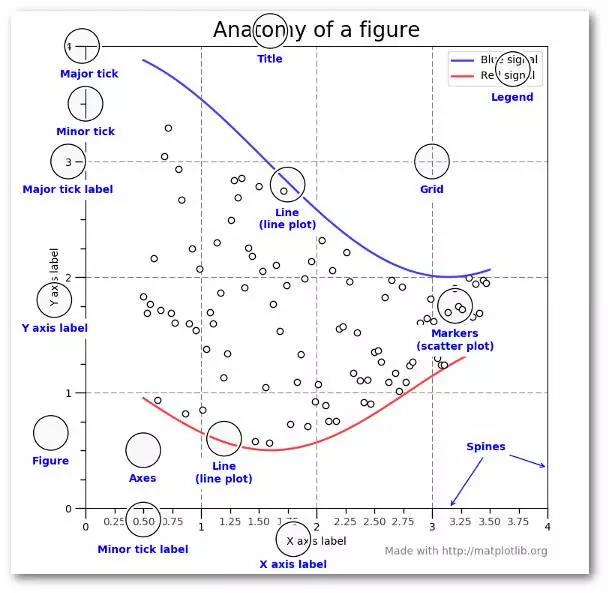 Anatomy of a figure
4
Major tick
Title
Blue signal
Red signal
Legend
Minor tick
3
Major tick label
Grid
Line
(line plot)
2
Y axis label
Y axis label
Markers
(scatter plot)
1
Figure
Axes
Line
(line plot)
Spines
0
0 0.25 0.50 0.75 1 1.25 1.50 2 2.25 2.50 2.75 3 3.25 3.50 3.75 4
Minor tick label
X axis label
X axis label
Made with http://matplotlib.org